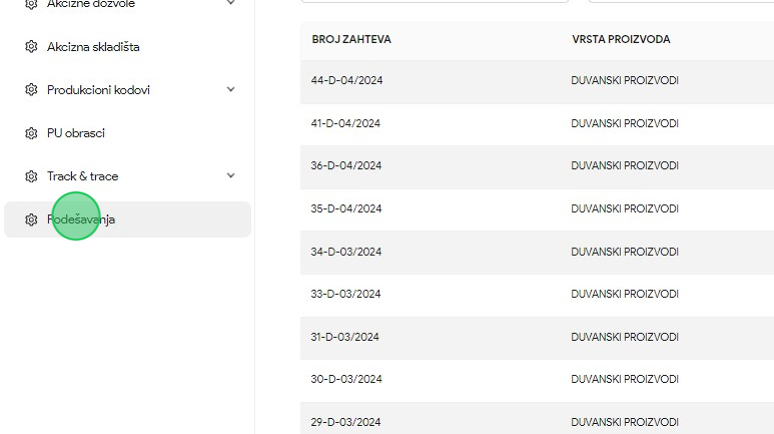 Akcizne dozvole
Akcizna skladišta
Produkcioni kodovi
PU obrasci
Track & trace
Podešavanja
BROJ ZAHTEVA VRSTA PROIZVODA
44-D-04/2024 DUVANSKI PROIZVODI
41-D-04/2024 DUVANSKI PROIZVODI
36-D-04/2024 DUVANSKI PROIZVODI
35-D-04/2024 DUVANSKI PROIZVODI
34-D-03/2024 DUVANSKI PROIZVODI
33-D-03/2024 DUVANSKI PROIZVODI
31-D-03/2024 DUVANSKI PROIZVODI
30-D-03/2024 DUVANSKI PROIZVODI
29-D-03/2024 DUVANSKI PROIZVODI